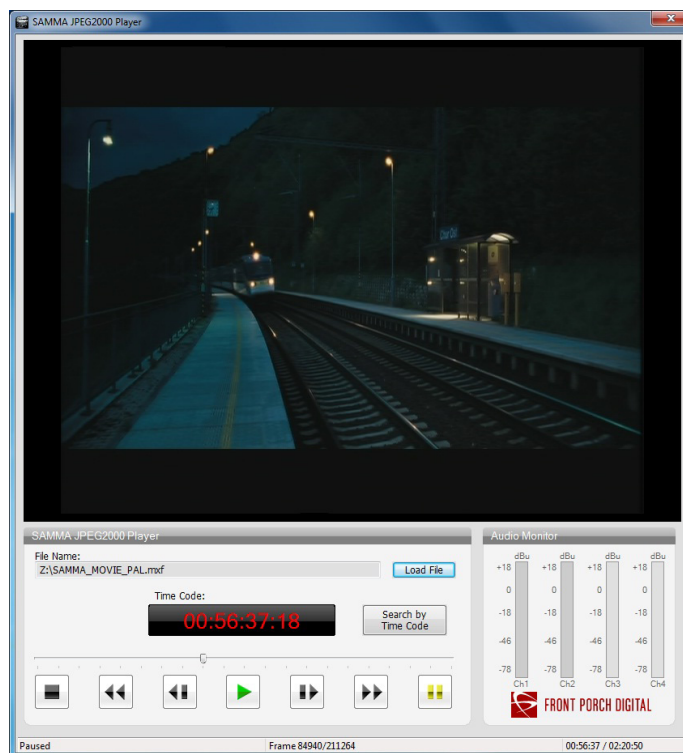 SAMMA JPEG2000 Player
SAMMA JPEG2000 Player
File Name:
Z:\SAMMA_MOVIE_PAL.mxf
Load File
Time Code:
00:56:37:18
Search by
Time Code
Audio Monitor
dBu dBu dBu dBu
+18 +18 +18 +18
0 0 0 0
-18 -18 -18 -18
-46 -46 -46 -46
-78 -78 -78 -78
Ch1 Ch2 Ch3 Ch4
FRONT PORCH DIGITAL
Paused Frame 84940/211264 00:56:37 / 02:20:50